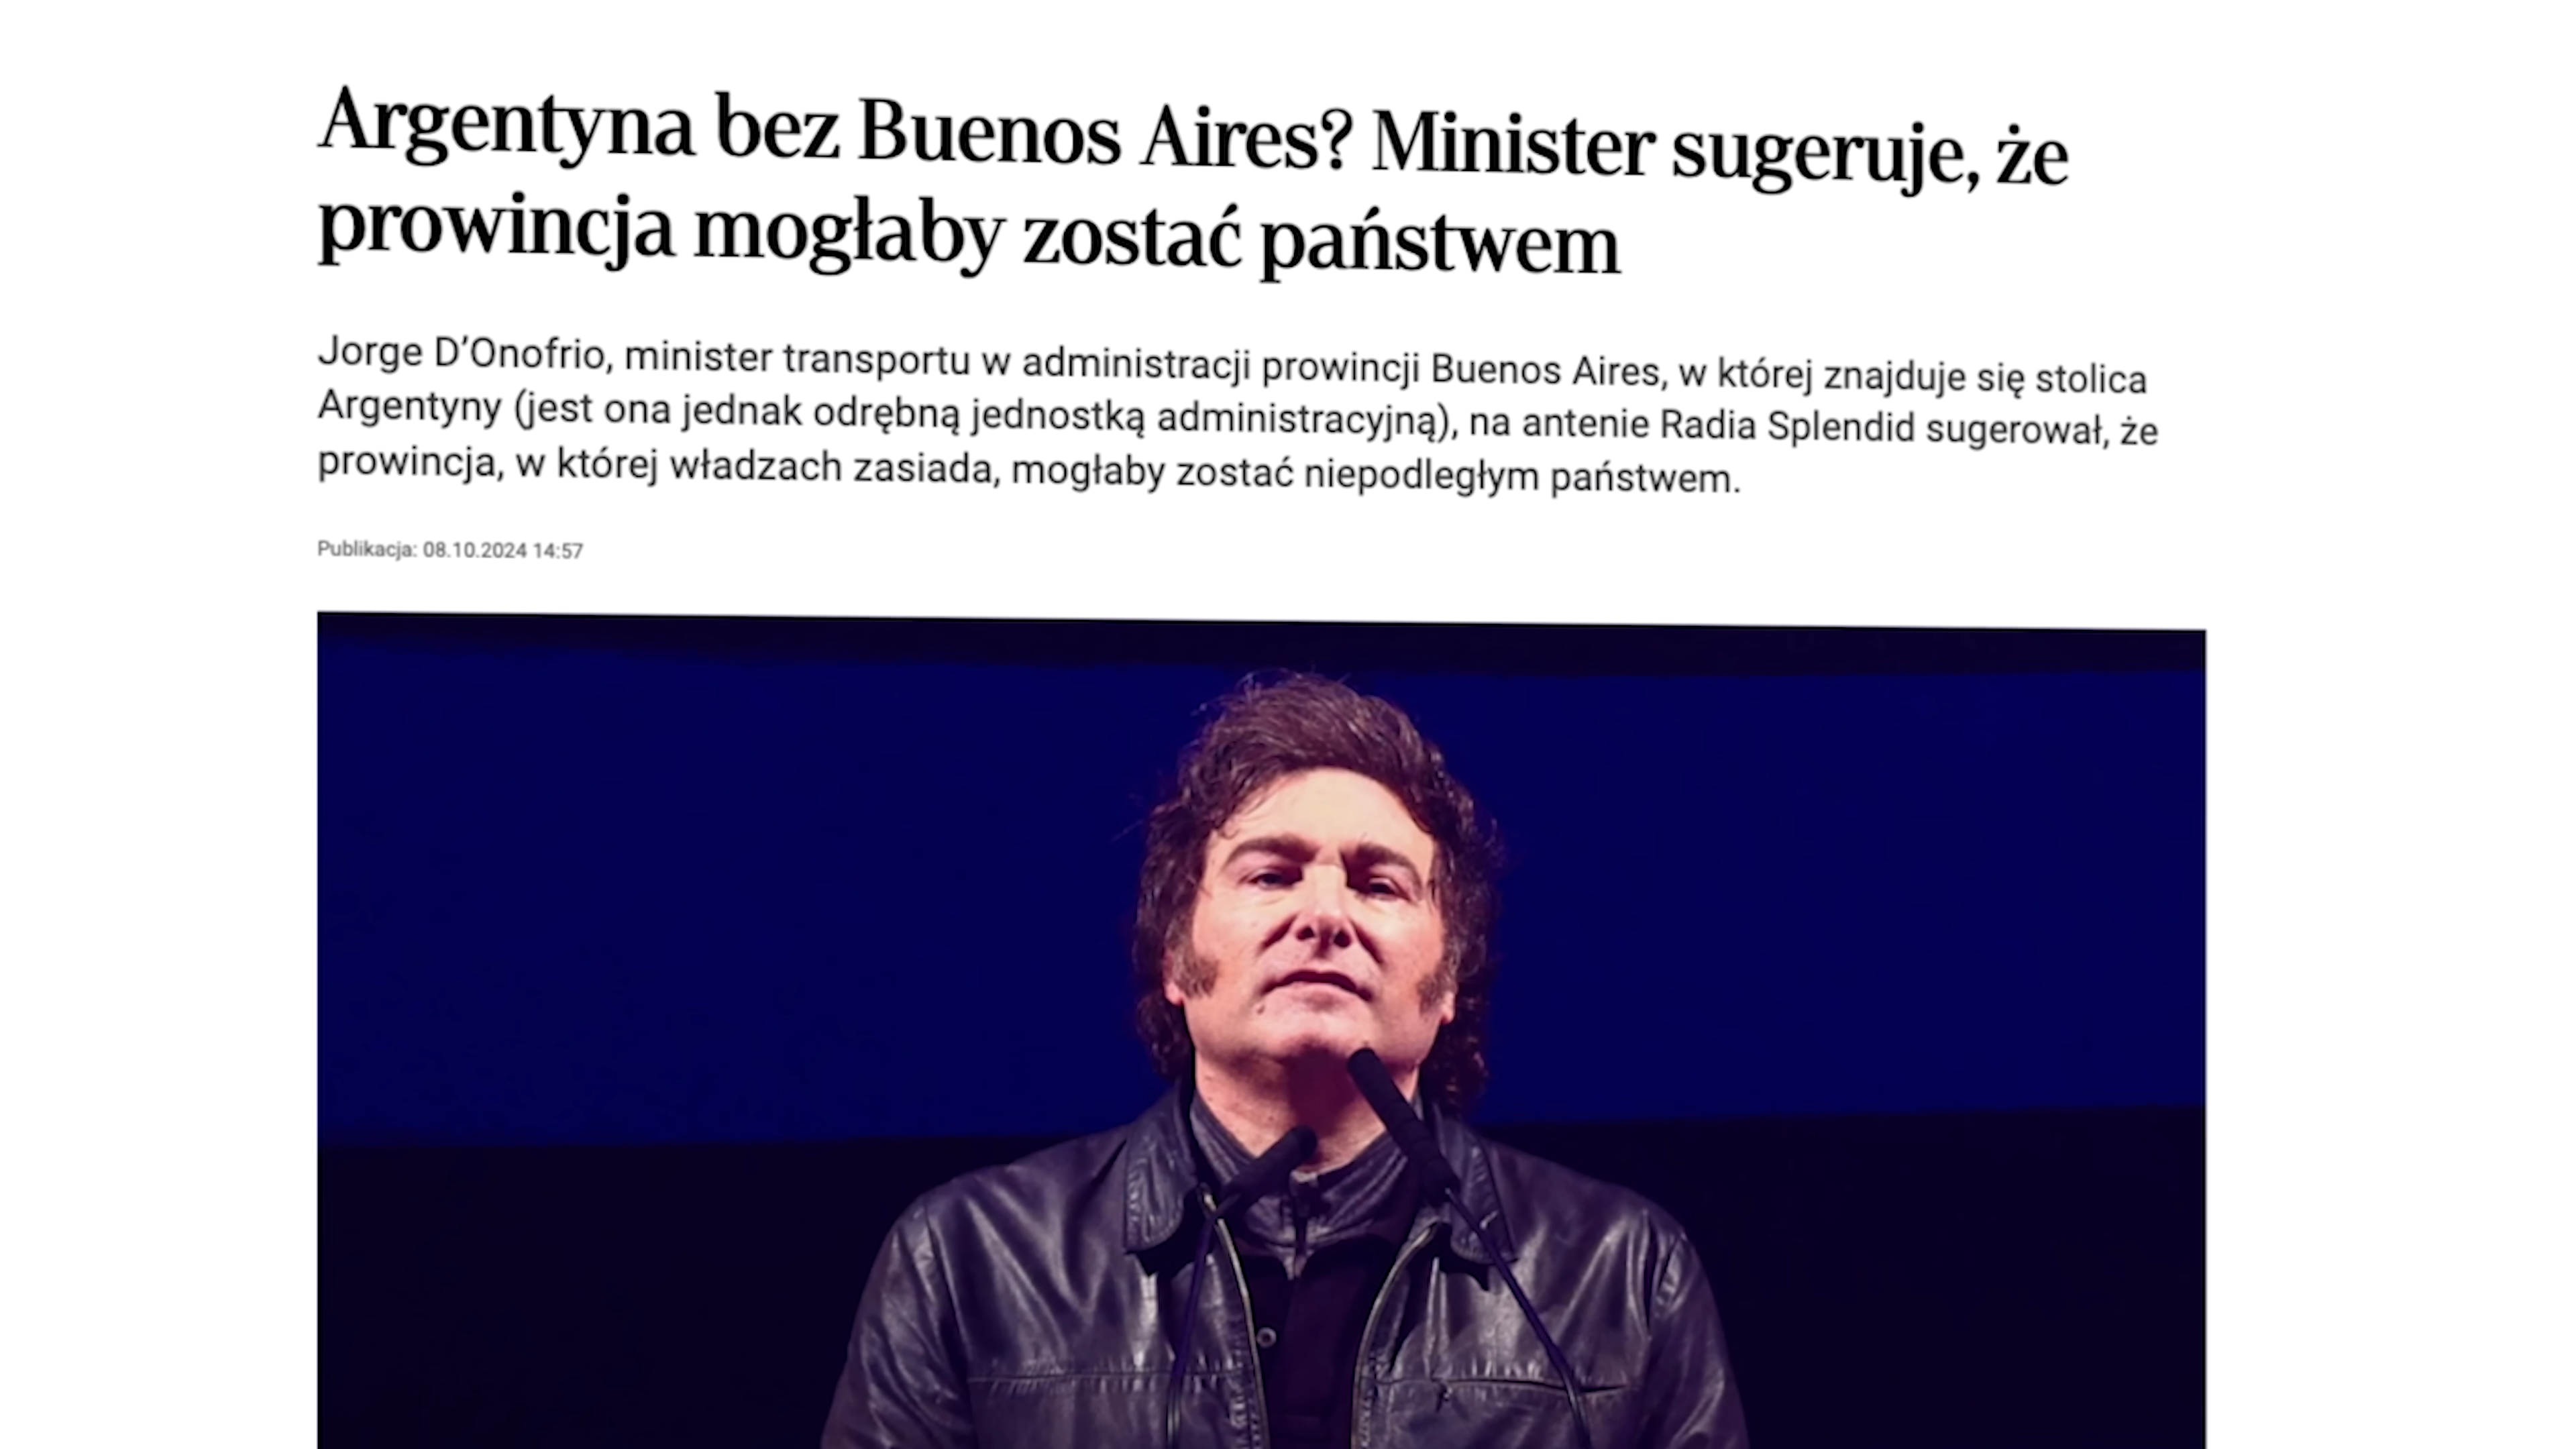 Argentyna bez Buenos Aires? Minister sugeruje, że
prowincja mogłaby zostać państwem
Jorge D’Onofrio, minister transportu w administracji prowincji Buenos Aires, w której znajduje się stolica
Argentyny (jest ona jednak odrębną jednostką administracyjną), na antenie Radia Splendid sugerował, że
prowincja, w której władzach zasiada, mogłaby zostać niepodległym państwem.
Publikacja: 08.10.2024 14:57